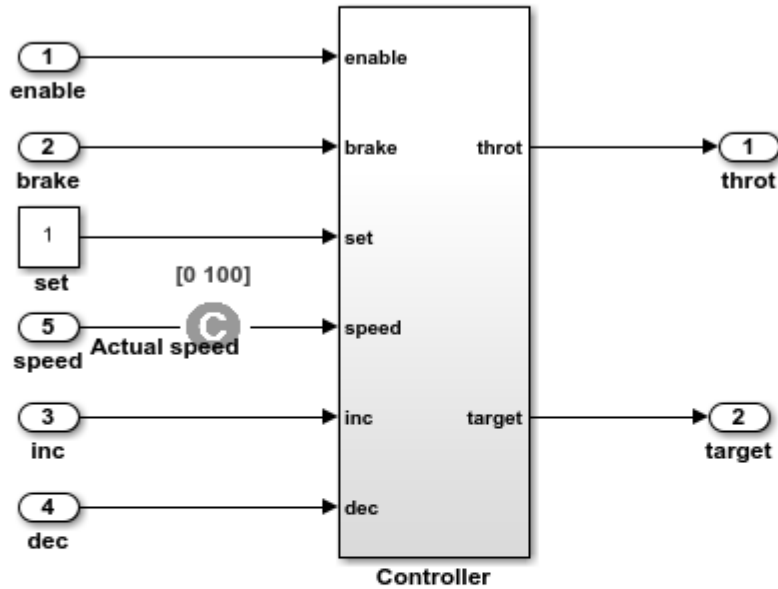 1
enable
enable
2
brake
brake
throt
1
throt
1
set
set
[0 100]
5
speed
Actual speed
C
speed
3
inc
inc
target
2
target
4
dec
dec
Controller